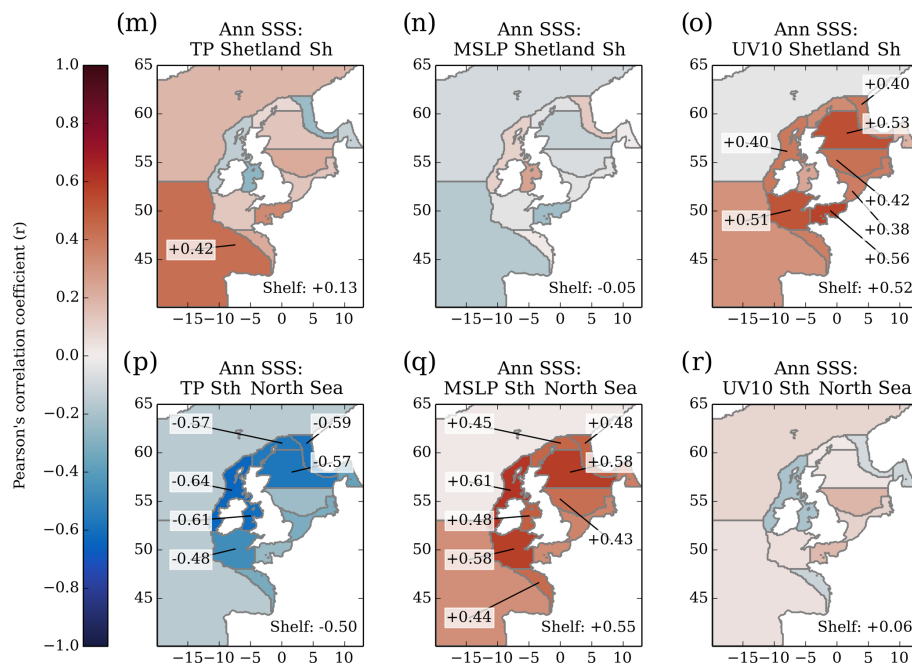 (m)
Ann SSS:
TP Shetland Sh
(n)
Ann SSS:
MSLP Shetland Sh
(o)
Ann SSS:
UV10 Shetland Sh
Pearson's correlation coefficient (r)
1.0
0.8
0.6
0.4
0.2
0.0
−0.2
−0.4
−0.6
−0.8
−1.0
65
60
55
50
45
+0.42
Shelf: +0.13
−15−10 −5 0 5 10
65
60
55
50
45
Shelf: -0.05
−15−10 −5 0 5 10
65
60
55
50
45
+0.40
+0.53
+0.40
+0.51
+0.42
+0.38
+0.56
Shelf: +0.52
−15−10 −5 0 5 10
(p)
Ann SSS:
TP Sth North Sea
(q)
Ann SSS:
MSLP Sth North Sea
(r)
Ann SSS:
UV10 Sth North Sea
65
60
55
50
45
-0.57
-0.59
-0.57
-0.64
-0.61
-0.48
Shelf: -0.50
−15−10 −5 0 5 10
65
60
55
50
45
+0.45
+0.48
+0.58
+0.61
+0.48
+0.43
+0.58
+0.44
Shelf: +0.55
−15−10 −5 0 5 10
65
60
55
50
45
Shelf: +0.06
−15−10 −5 0 5 10